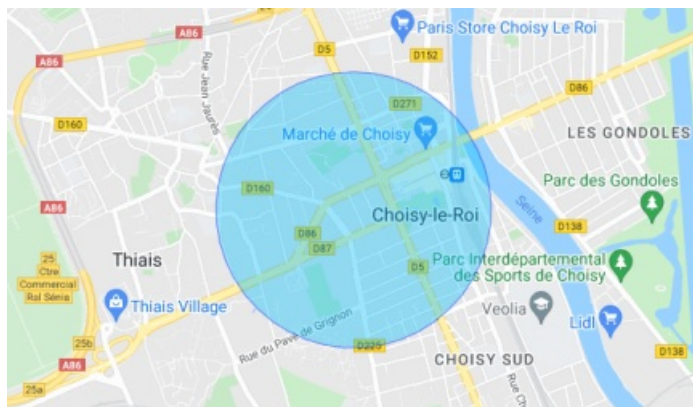 A86
D5
Paris Store Choisy Le Roi
A86
D152
Rue Jean Jaurès
D271
D86
D160
Marché de Choisy
LES GONDOLES
D160
Parc des Gondoles
A86
Choisy-le-Roi
Seine
D138
D86
D87
Thiais
25
Ctre
Commercial
Ral Sénia
D5
Parc Interdépartemental
des Sports de Choisy
Thiais Village
Veolia
Lidl
Rue du Pavé de Grignon
25b
D225
D138
A86
CHOISY SUD
25a